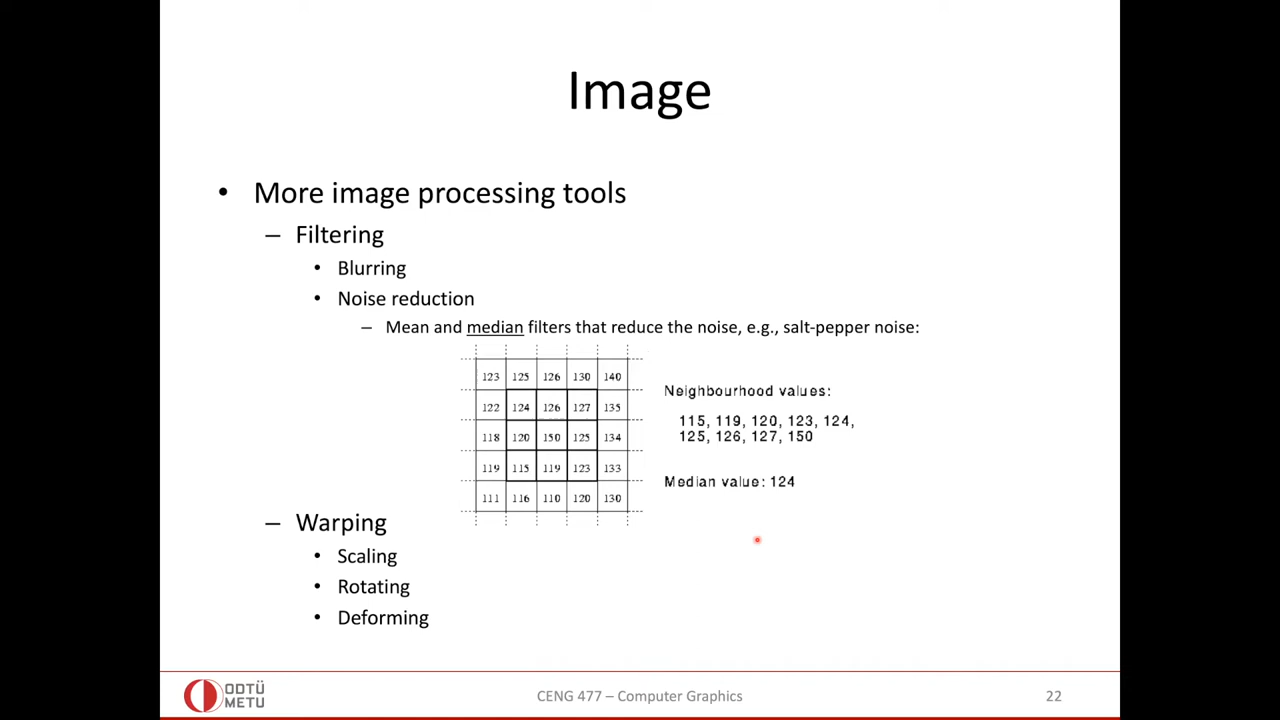 Image
• More image processing tools
– Filtering
• Blurring
• Noise reduction
– Mean and median filters that reduce the noise, e.g., salt-pepper noise:
123 125 126 130 140
122 124 126 127 135
118 120 150 125 134
119 115 119 123 133
111 116 110 120 130
Neighbourhood values:
115, 119, 120, 123, 124,
125, 126, 127, 150
Median value: 124
– Warping
• Scaling
• Rotating
• Deforming
ODTÜ
METU
CENG 477 – Computer Graphics
22